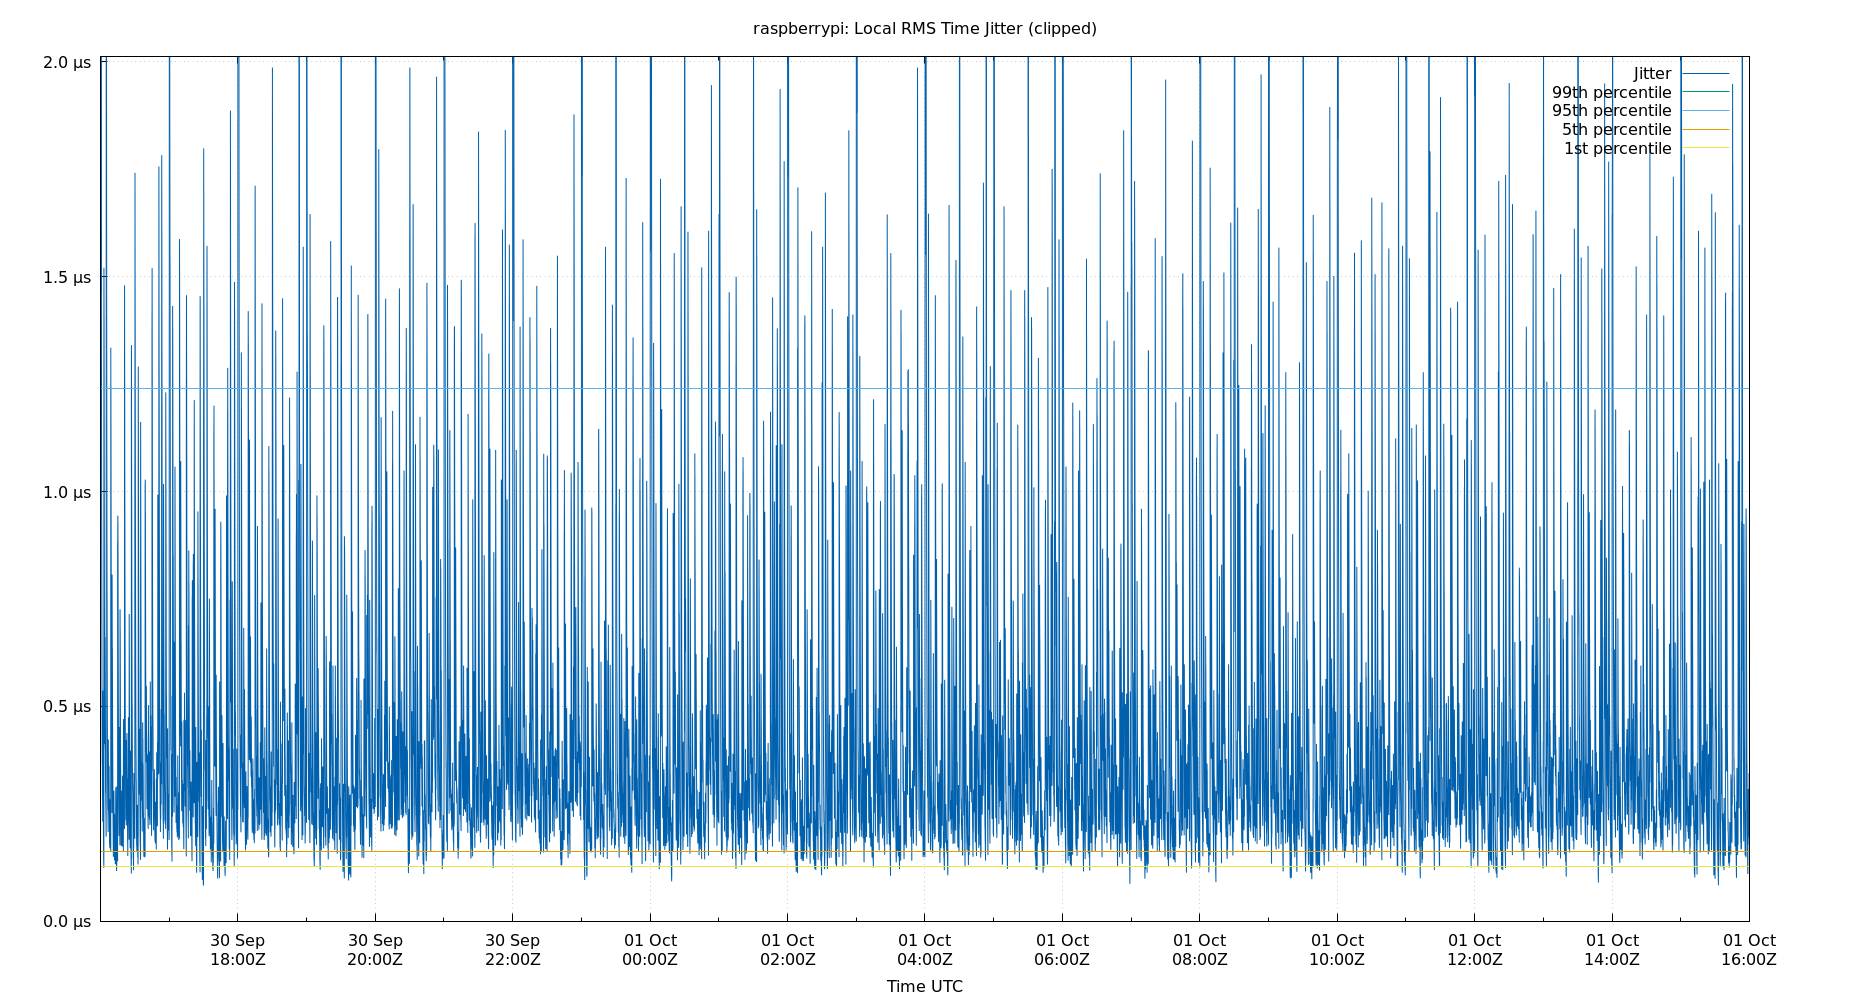 raspberrypi: Local RMS Time Jitter (clipped)
2.0 µs
1.5 µs
1.0 µs
0.5 µs
0.0 µs
Jitter
99th percentile
95th percentile
5th percentile
1st percentile
30 Sep 30 Sep 30 Sep 01 Oct 01 Oct 01 Oct 01 Oct 01 Oct 01 Oct 01 Oct 01 Oct 01 Oct
18:00Z 20:00Z 22:00Z 00:00Z 02:00Z 04:00Z 06:00Z 08:00Z 10:00Z 12:00Z 14:00Z 16:00Z
Time UTC